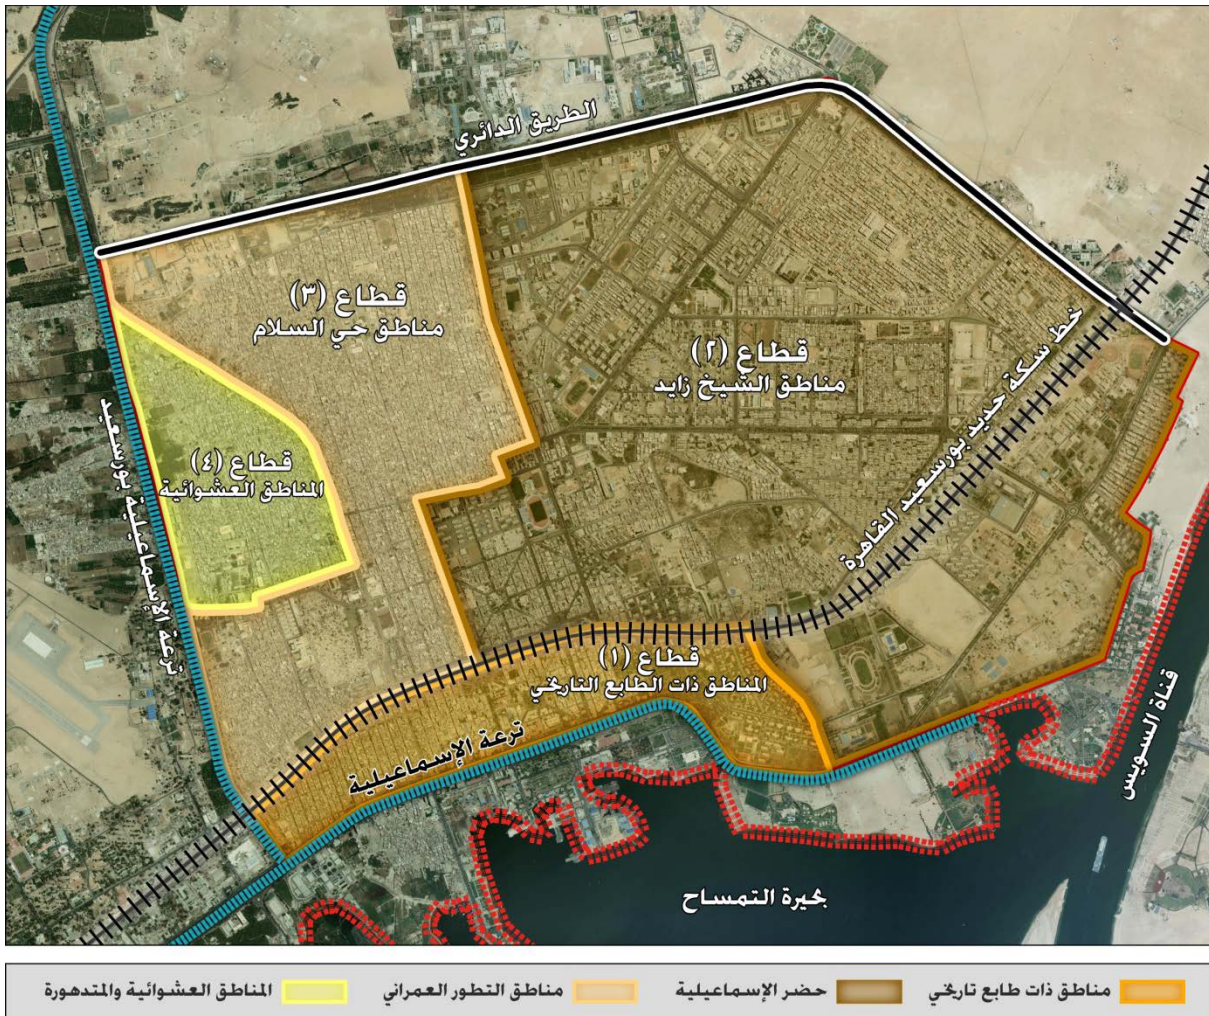 الطريق الدائري
قطاع (٣)
مناطق حي السلام
قطاع (٢)
مناطق الشيخ زايد
خط سكة حديد بورسعيد القاهرة
قطاع (٤)
المناطق العشوائية
ترعة الإسماعيلية بورسعيد
قطاع (١)
المناطق ذات الطابع التاريخي
ترعة الإسماعيلية
قناة السويس
بحيرة التمساح
مناطق ذات طابع تاريخي
حضر الإسماعيلية
مناطق التطور العمراني
المناطق العشوائية والمتدهورة